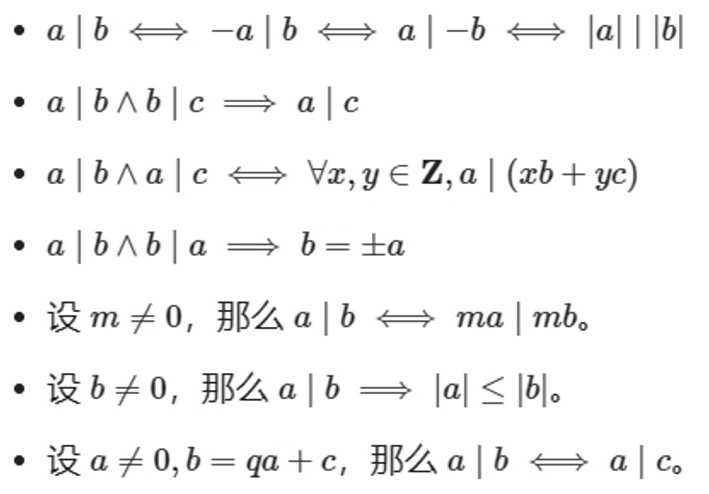 • a ∣ b ⟺ −a ∣ b ⟺ a ∣ −b ⟺ |a| ∣ |b|
• a ∣ b ∧ b ∣ c ⟹ a ∣ c
• a ∣ b ∧ a ∣ c ⟺ ∀x, y ∈ Z, a ∣ (xb + yc)
• a ∣ b ∧ b ∣ a ⟹ b = ±a
• 设 m ≠ 0，那么 a ∣ b ⟺ ma ∣ mb。
• 设 b ≠ 0，那么 a ∣ b ⟹ |a| ≤ |b|。
• 设 a ≠ 0, b = qa + c，那么 a ∣ b ⟺ a ∣ c。